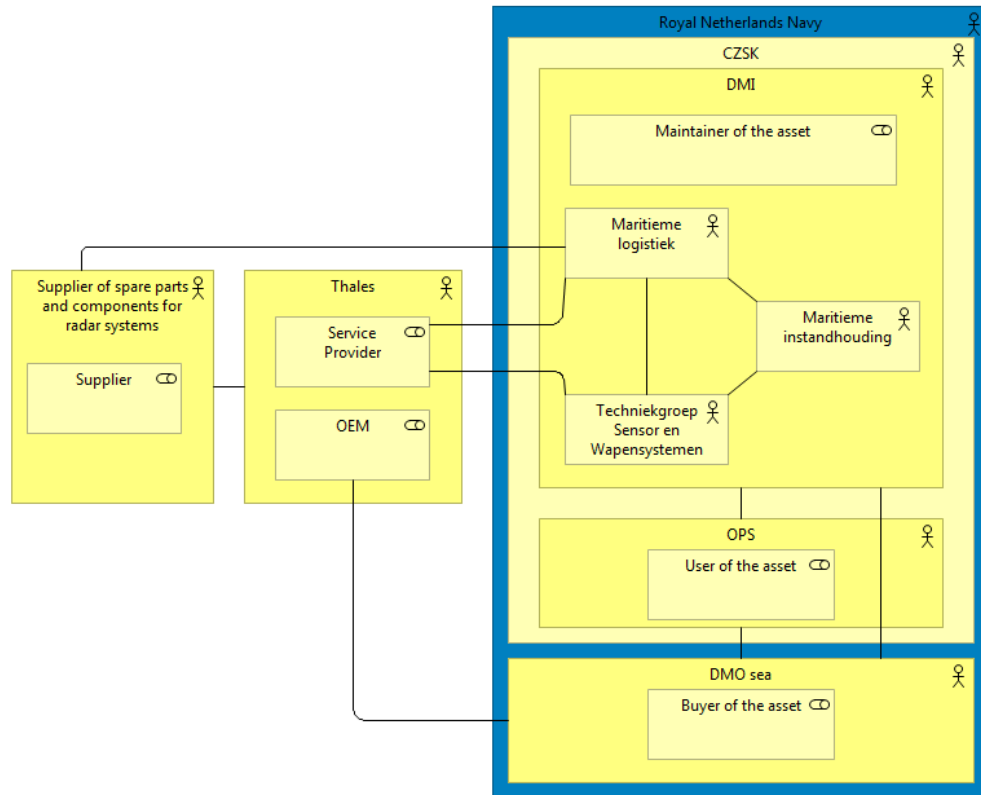 Royal Netherlands Navy
CZSK
DMI
Maintainer of the asset
Maritieme
logistiek
Supplier of spare parts
and components for
radar systems
Supplier
Thales
Service
Provider
OEM
Maritieme
instandhouding
Techniekgroep
Sensor en
Wapensystemen
OPS
User of the asset
DMO sea
Buyer of the asset